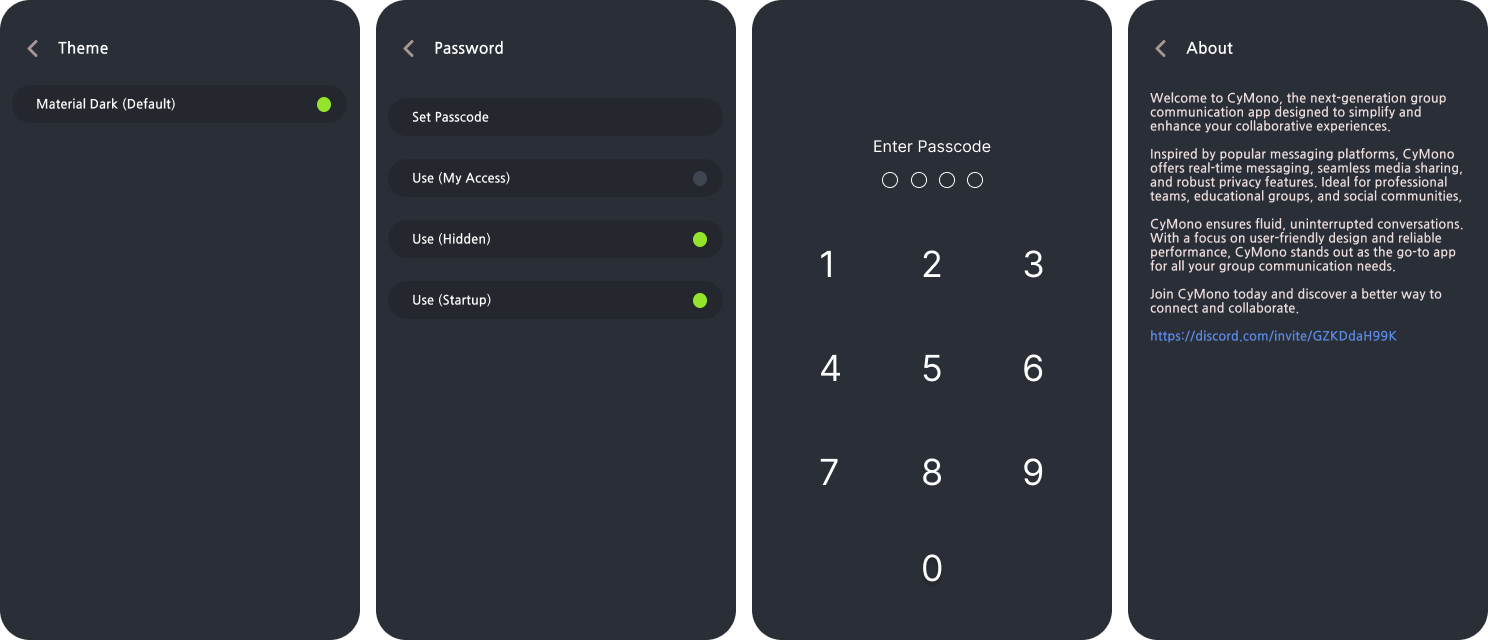 Theme
Material Dark (Default)
Password
Set Passcode
Use (My Access)
Use (Hidden)
Use (Startup)
Enter Passcode
1 2 3
4 5 6
7 8 9
0
About
Welcome to CyMono, the next-generation group
communication app designed to simplify and
enhance your collaborative experiences.
Inspired by popular messaging platforms, CyMono
offers real-time messaging, seamless media sharing,
and robust privacy features. Ideal for professional
teams, educational groups, and social communities,
CyMono ensures fluid, uninterrupted conversations.
With a focus on user-friendly design and reliable
performance, CyMono stands out as the go-to app
for all your group communication needs.
Join CyMono today and discover a better way to
connect and collaborate.
https://discord.com/invite/GZKDdaH99K